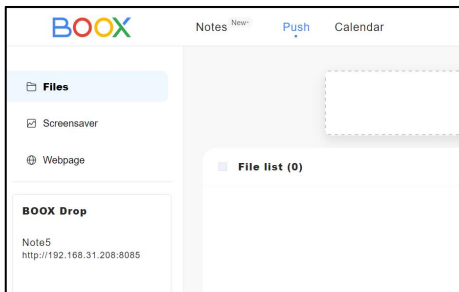 BOOX
Notes New·
Push
Calendar
Files
Screensaver
Webpage
File list (0)
BOOX Drop
Note5
http://192.168.31.208:8085